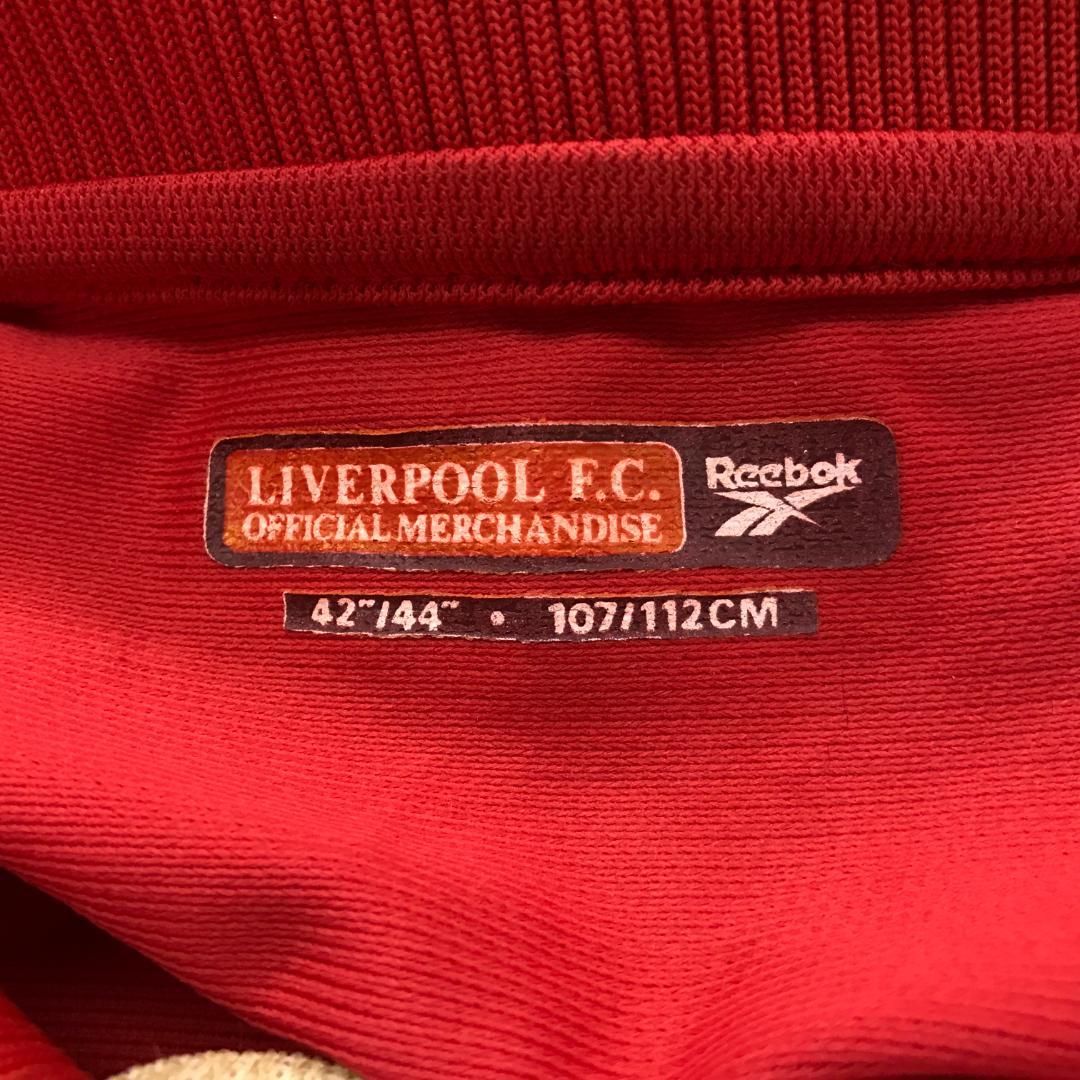 LIVERPOOL F.C.
OFFICIAL MERCHANDISE
Reebok
42"/44" • 107/112CM